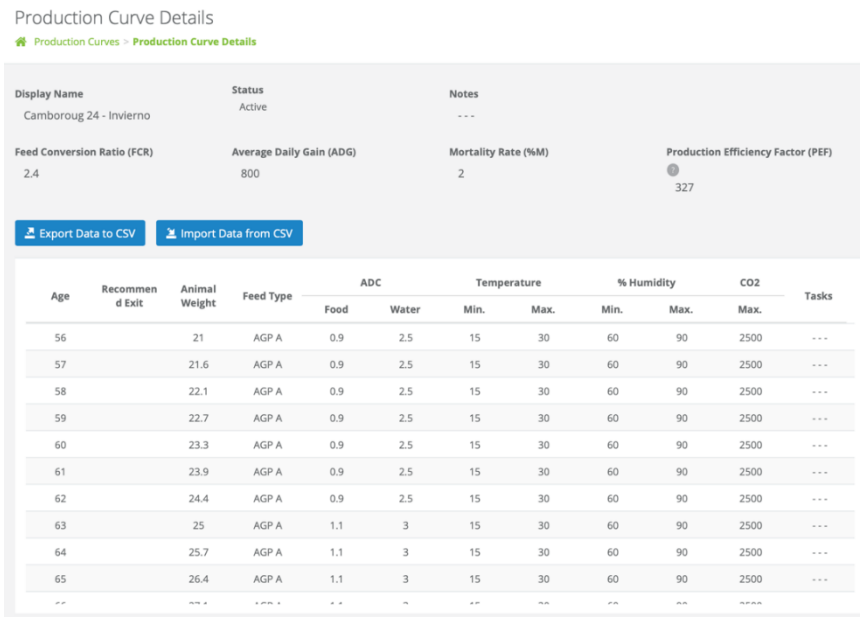 Production Curve Details
Production Curves > Production Curve Details
Display Name Status Notes
Camboroug 24 - Invierno Active - - -
Feed Conversion Ratio (FCR) Average Daily Gain (ADG) Mortality Rate (%M) Production Efficiency Factor (PEF)
2.4 800 2 ?
327
Export Data to CSV Import Data from CSV
Age Recommen d Exit Animal Weight Feed Type ADC Temperature % Humidity CO2 Tasks
Food Water Min. Max. Min. Max. Max.
56 21 AGP A 0.9 2.5 15 30 60 90 2500 - - -
57 21.6 AGP A 0.9 2.5 15 30 60 90 2500 - - -
58 22.1 AGP A 0.9 2.5 15 30 60 90 2500 - - -
59 22.7 AGP A 0.9 2.5 15 30 60 90 2500 - - -
60 23.3 AGP A 0.9 2.5 15 30 60 90 2500 - - -
61 23.9 AGP A 0.9 2.5 15 30 60 90 2500 - - -
62 24.4 AGP A 0.9 2.5 15 30 60 90 2500 - - -
63 25 AGP A 1.1 3 15 30 60 90 2500 - - -
64 25.7 AGP A 1.1 3 15 30 60 90 2500 - - -
65 26.4 AGP A 1.1 3 15 30 60 90 2500 - - -